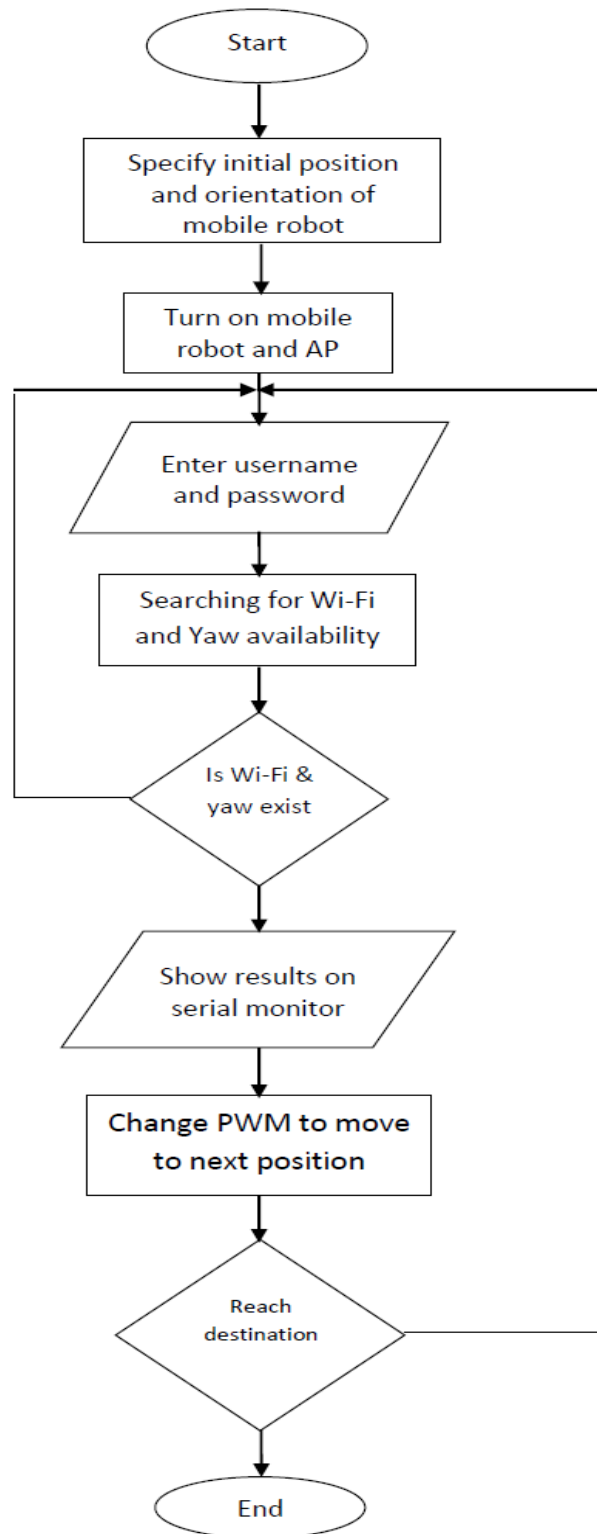 Start
Specify initial position
and orientation of
mobile robot
Turn on mobile
robot and AP
Enter username
and password
Searching for Wi-Fi
and Yaw availability
Is Wi-Fi &
yaw exist
Show results on
serial monitor
Change PWM to move
to next position
Reach
destination
End